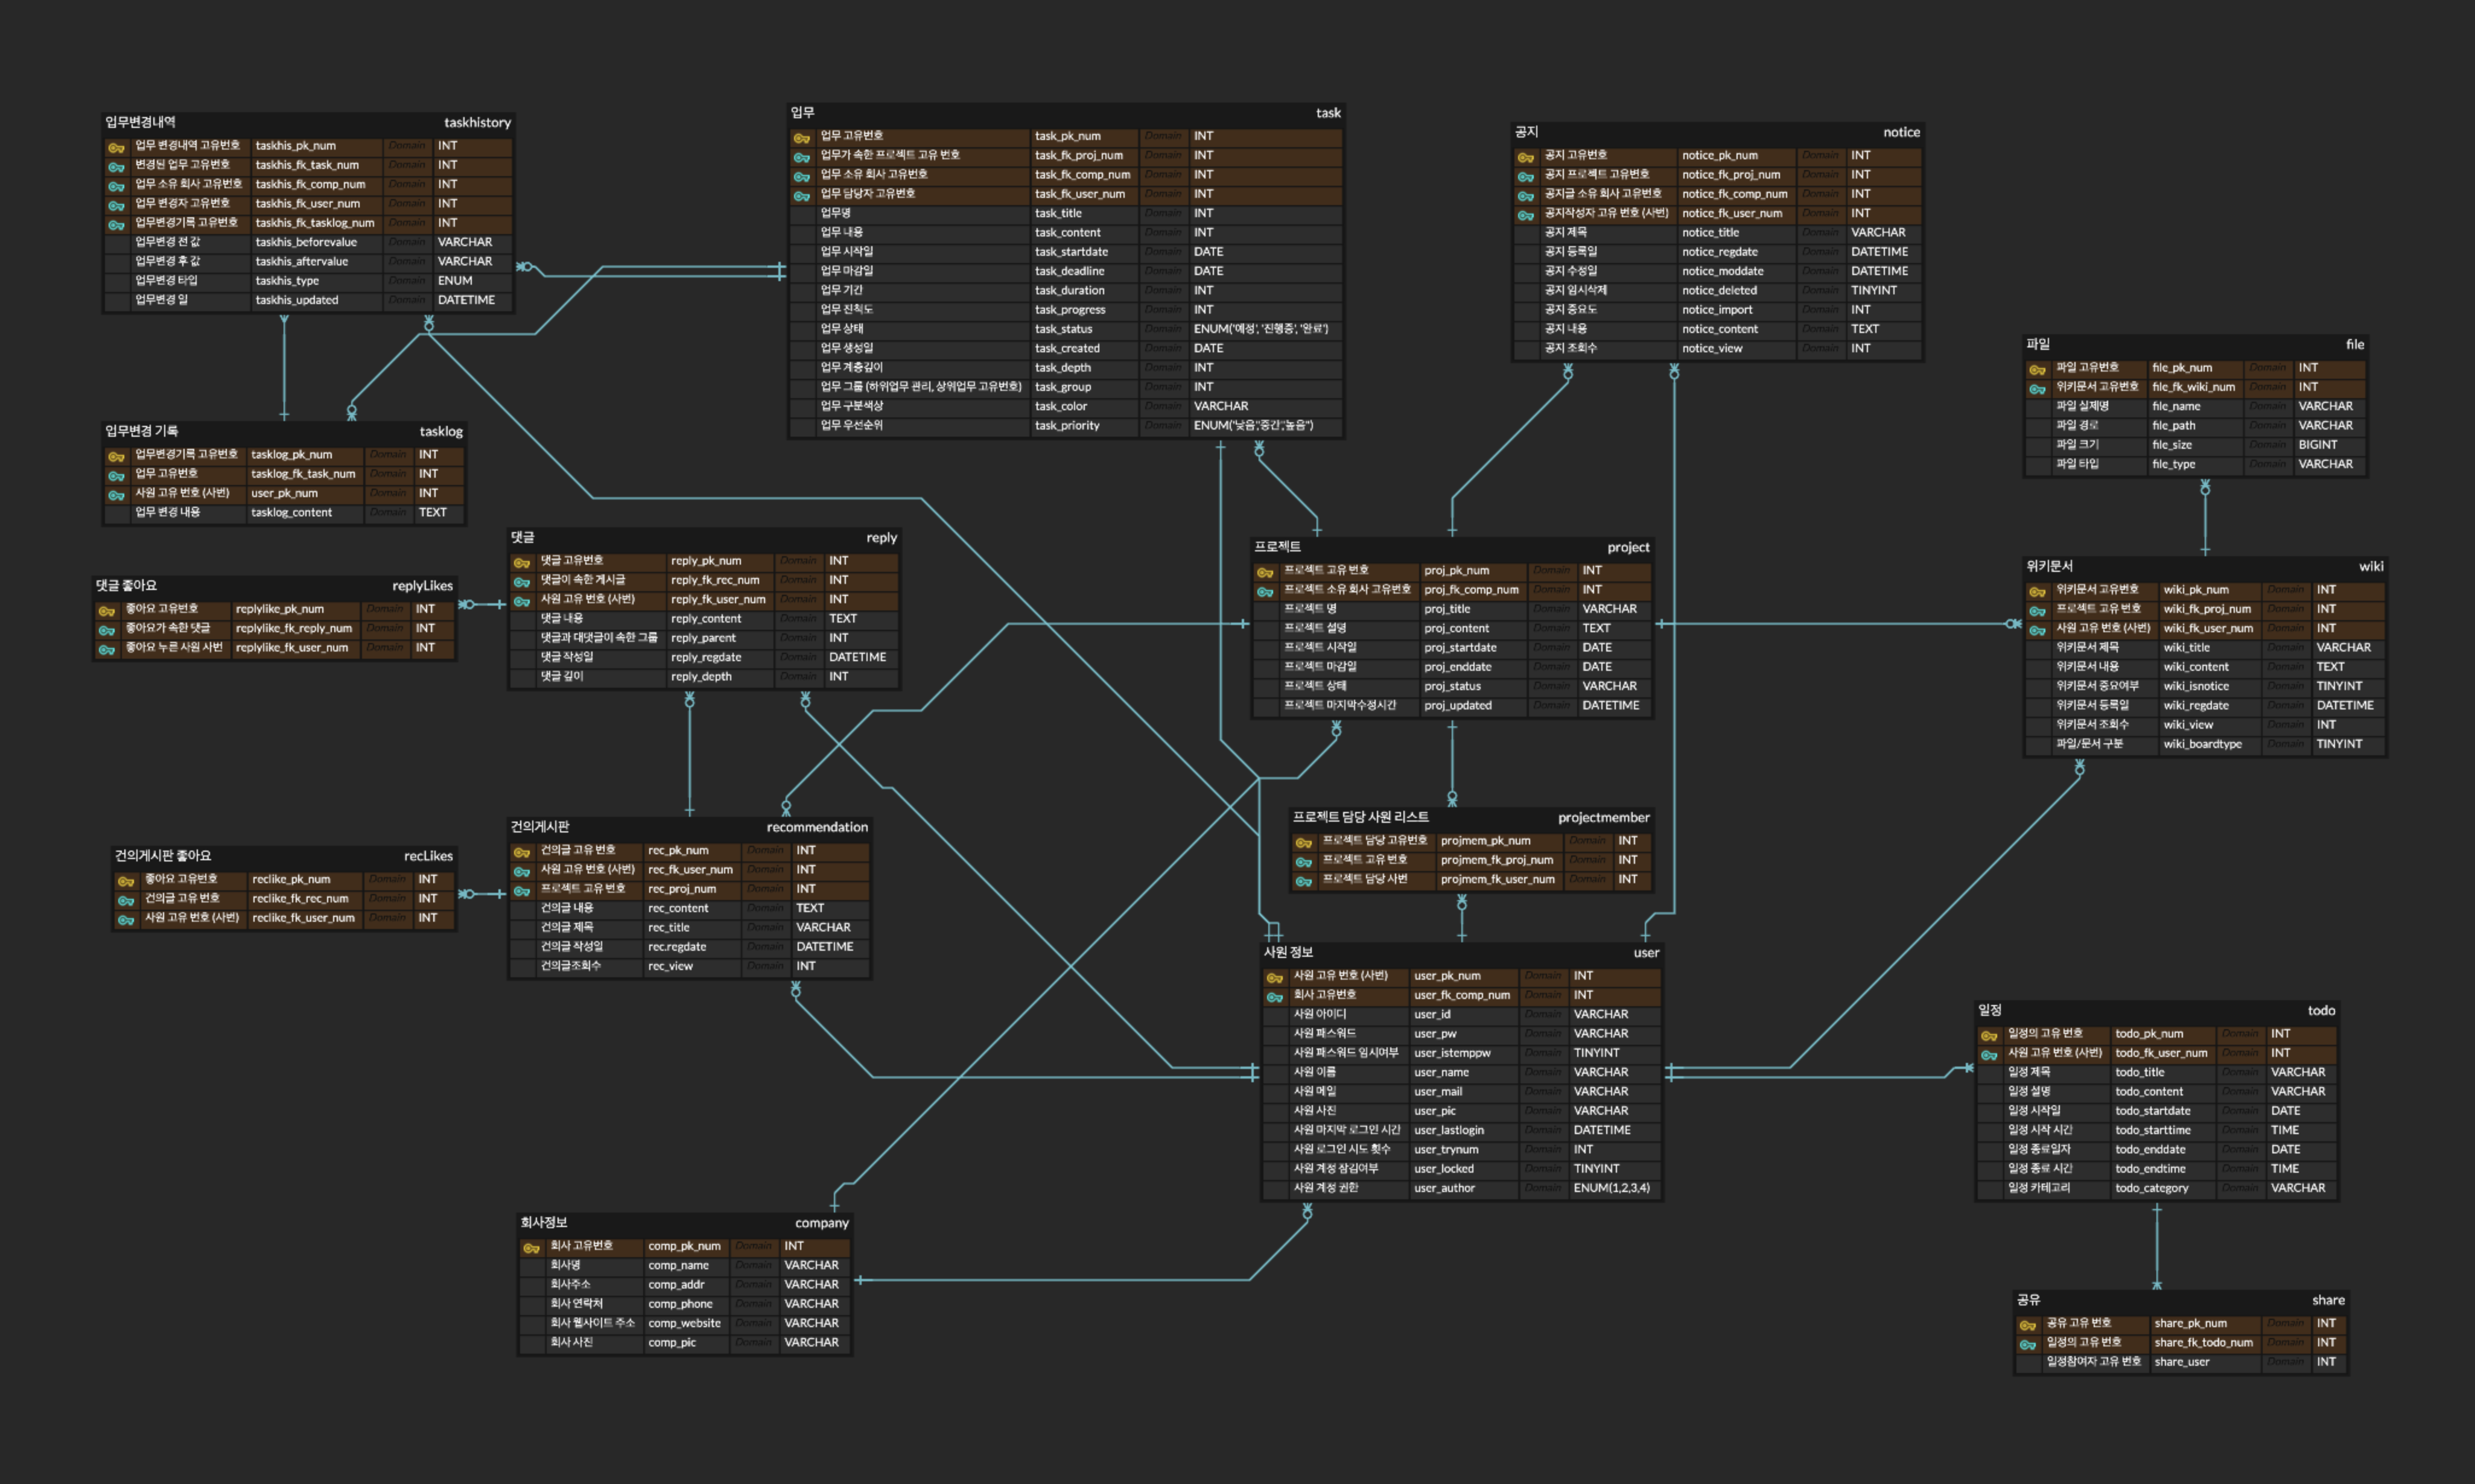 업무변경내역 taskhistory
업무 변경내역 고유번호 taskhis_pk_num Domain INT
변경된 업무 고유번호 taskhis_fk_task_num Domain INT
업무 소유 회사 고유번호 taskhis_fk_comp_num Domain INT
업무 변경자 고유번호 taskhis_fk_user_num Domain INT
업무변경기록 고유번호 taskhis_fk_tasklog_num Domain INT
업무변경 전 값 taskhis_beforevalue Domain VARCHAR
업무변경 후 값 taskhis_aftervalue Domain VARCHAR
업무변경 타입 taskhis_type Domain ENUM
업무변경 일 taskhis_updated Domain DATETIME
업무 task
업무 고유번호 task_pk_num Domain INT
업무가 속한 프로젝트 고유 번호 task_fk_proj_num Domain INT
업무 소유 회사 고유번호 task_fk_comp_num Domain INT
업무 담당자 고유번호 task_fk_user_num Domain INT
업무명 task_title Domain INT
업무 내용 task_content Domain INT
업무 시작일 task_startdate Domain DATE
업무 마감일 task_deadline Domain DATE
업무 기간 task_duration Domain INT
업무 진척도 task_progress Domain INT
업무 상태 task_status Domain ENUM('예정', '진행중', '완료')
업무 생성일 task_created Domain DATE
업무 계층깊이 task_depth Domain INT
업무 그룹 (하위업무 관리, 상위업무 고유번호) task_group Domain INT
업무 구분색상 task_color Domain VARCHAR
업무 우선순위 task_priority Domain ENUM("낮음","중간","높음")
공지 notice
공지 고유번호 notice_pk_num Domain INT
공지 프로젝트 고유번호 notice_fk_proj_num Domain INT
공지글 소유 회사 고유번호 notice_fk_comp_num Domain INT
공지작성자 고유 번호 (사번) notice_fk_user_num Domain INT
공지 제목 notice_title Domain VARCHAR
공지 등록일 notice_regdate Domain DATETIME
공지 수정일 notice_moddate Domain DATETIME
공지 임시삭제 notice_deleted Domain TINYINT
공지 중요도 notice_import Domain INT
공지 내용 notice_content Domain TEXT
공지 조회수 notice_view Domain INT
파일 file
파일 고유번호 file_pk_num Domain INT
위키문서 고유번호 file_fk_wiki_num Domain INT
파일 실제명 file_name Domain VARCHAR
파일 경로 file_path Domain VARCHAR
파일 크기 file_size Domain BIGINT
파일 타입 file_type Domain VARCHAR
업무변경 기록 tasklog
업무변경기록 고유번호 tasklog_pk_num Domain INT
업무 고유번호 tasklog_fk_task_num Domain INT
사원 고유 번호 (사번) user_pk_num Domain INT
업무 변경 내용 tasklog_content Domain TEXT
댓글 reply
댓글 고유번호 reply_pk_num Domain INT
댓글이 속한 게시글 reply_fk_rec_num Domain INT
사원 고유 번호 (사번) reply_fk_user_num Domain INT
댓글 내용 reply_content Domain TEXT
댓글과 대댓글이 속한 그룹 reply_parent Domain INT
댓글 작성일 reply_regdate Domain DATETIME
댓글 깊이 reply_depth Domain INT
댓글 좋아요 replyLikes
좋아요 고유번호 replylike_pk_num Domain INT
좋아요가 속한 댓글 replylike_fk_reply_num Domain INT
좋아요 누른 사원 사번 replylike_fk_user_num Domain INT
프로젝트 project
프로젝트 고유 번호 proj_pk_num Domain INT
프로젝트 소유 회사 고유번호 proj_fk_comp_num Domain INT
프로젝트 명 proj_title Domain VARCHAR
프로젝트 설명 proj_content Domain TEXT
프로젝트 시작일 proj_startdate Domain DATE
프로젝트 마감일 proj_enddate Domain DATE
프로젝트 상태 proj_status Domain VARCHAR
프로젝트 마지막수정시간 proj_updated Domain DATETIME
위키문서 wiki
위키문서 고유번호 wiki_pk_num Domain INT
프로젝트 고유 번호 wiki_fk_proj_num Domain INT
사원 고유 번호 (사번) wiki_fk_user_num Domain INT
위키문서 제목 wiki_title Domain VARCHAR
위키문서 내용 wiki_content Domain TEXT
위키문서 중요여부 wiki_isnotice Domain TINYINT
위키문서 등록일 wiki_regdate Domain DATETIME
위키문서 조회수 wiki_view Domain INT
파일/문서 구분 wiki_boardtype Domain TINYINT
건의게시판 recommendation
건의글 고유 번호 rec_pk_num Domain INT
사원 고유 번호 (사번) rec_fk_user_num Domain INT
프로젝트 고유 번호 rec_proj_num Domain INT
건의글 내용 rec_content Domain TEXT
건의글 제목 rec_title Domain VARCHAR
건의글 작성일 rec.regdate Domain DATETIME
건의글조회수 rec_view Domain INT
건의게시판 좋아요 recLikes
좋아요 고유번호 reclike_pk_num Domain INT
건의글 고유 번호 reclike_fk_rec_num Domain INT
사원 고유 번호 (사번) reclike_fk_user_num Domain INT
프로젝트 담당 사원 리스트 projectmember
프로젝트 담당 고유번호 projmem_pk_num Domain INT
프로젝트 고유 번호 projmem_fk_proj_num Domain INT
프로젝트 담당 사번 projmem_fk_user_num Domain INT
사원 정보 user
사원 고유 번호 (사번) user_pk_num Domain INT
회사 고유번호 user_fk_comp_num Domain INT
사원 아이디 user_id Domain VARCHAR
사원 패스워드 user_pw Domain VARCHAR
사원 패스워드 임시여부 user_istemppw Domain TINYINT
사원 이름 user_name Domain VARCHAR
사원 메일 user_mail Domain VARCHAR
사원 사진 user_pic Domain VARCHAR
사원 마지막 로그인 시간 user_lastlogin Domain DATETIME
사원 로그인 시도 횟수 user_trynum Domain INT
사원 계정 잠김여부 user_locked Domain TINYINT
사원 계정 권한 user_author Domain ENUM(1,2,3,4)
일정 todo
일정의 고유 번호 todo_pk_num Domain INT
사원 고유 번호 (사번) todo_fk_user_num Domain INT
일정 제목 todo_title Domain VARCHAR
일정 설명 todo_content Domain VARCHAR
일정 시작일 todo_startdate Domain DATE
일정 시작 시간 todo_starttime Domain TIME
일정 종료일자 todo_enddate Domain DATE
일정 종료 시간 todo_endtime Domain TIME
일정 카테고리 todo_category Domain VARCHAR
회사정보 company
회사 고유번호 comp_pk_num Domain INT
회사명 comp_name Domain VARCHAR
회사주소 comp_addr Domain VARCHAR
회사 연락처 comp_phone Domain VARCHAR
회사 웹사이트 주소 comp_website Domain VARCHAR
회사 사진 comp_pic Domain VARCHAR
공유 share
공유 고유 번호 share_pk_num Domain INT
일정의 고유 번호 share_fk_todo_num Domain INT
일정참여자 고유 번호 share_user Domain INT